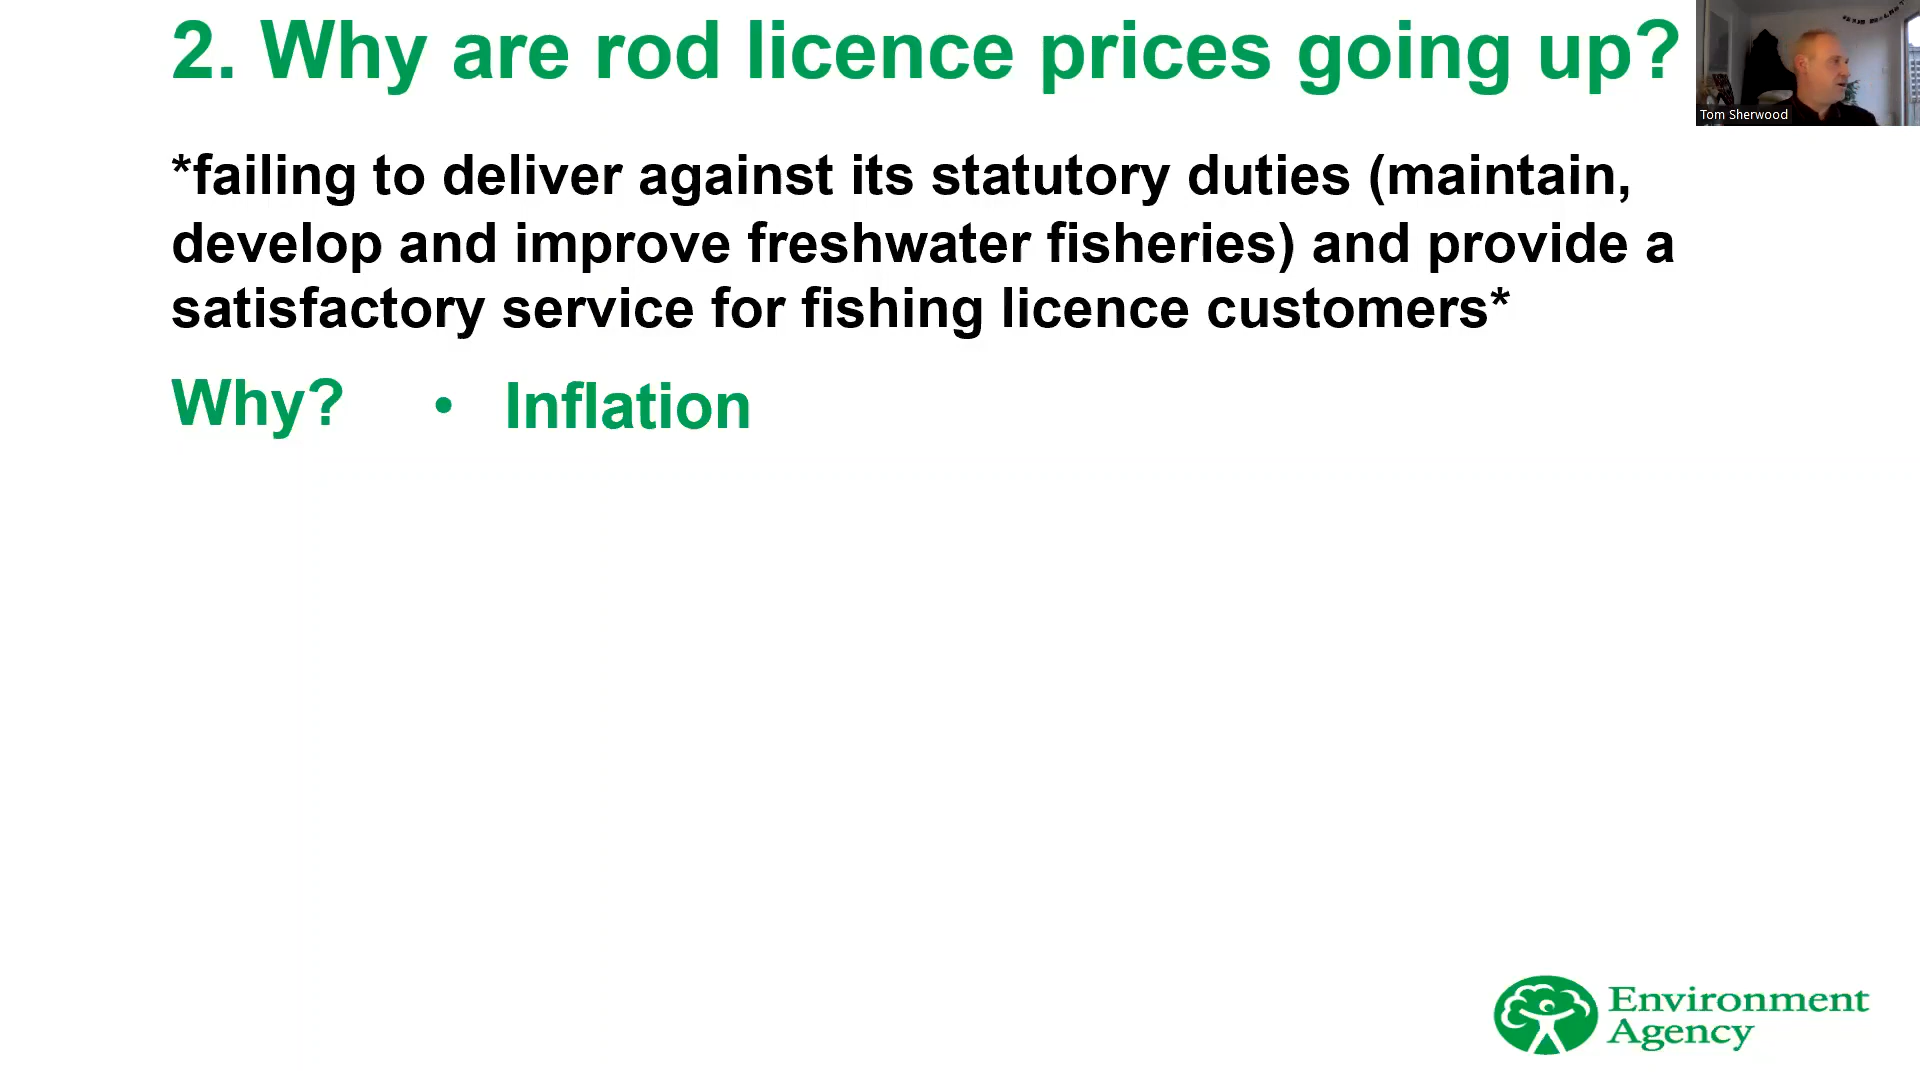 2. Why are rod licence prices going up?
Tom Sherwood
*failing to deliver against its statutory duties (maintain,
develop and improve freshwater fisheries) and provide a
satisfactory service for fishing licence customers*
Why? • Inflation
Environment
Agency